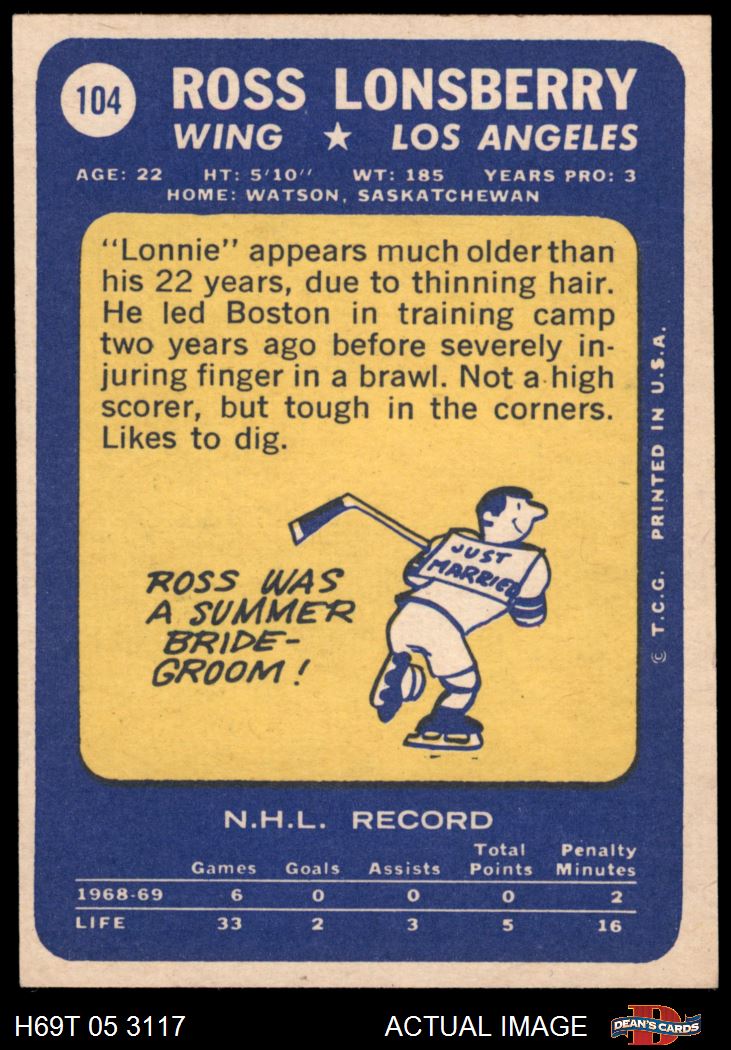 104
ROSS LONSBERRY
WING ★ LOS ANGELES
AGE: 22 HT: 5'10'' WT: 185 YEARS PRO: 3
HOME: WATSON, SASKATCHEWAN
"Lonnie" appears much older than
his 22 years, due to thinning hair.
He led Boston in training camp
two years ago before severely in-
juring finger in a brawl. Not a high
scorer, but tough in the corners.
Likes to dig.
JUST
MARRIED
ROSS WAS
A SUMMER
BRIDE-
GROOM!
© T.C.G. PRINTED IN U.S.A.
N.H.L. RECORD
Games Goals Assists Total Points Penalty Minutes
1968-69 6 0 0 0 2
LIFE 33 2 3 5 16
H69T 05 3117 ACTUAL IMAGE
DEAN'S CARDS